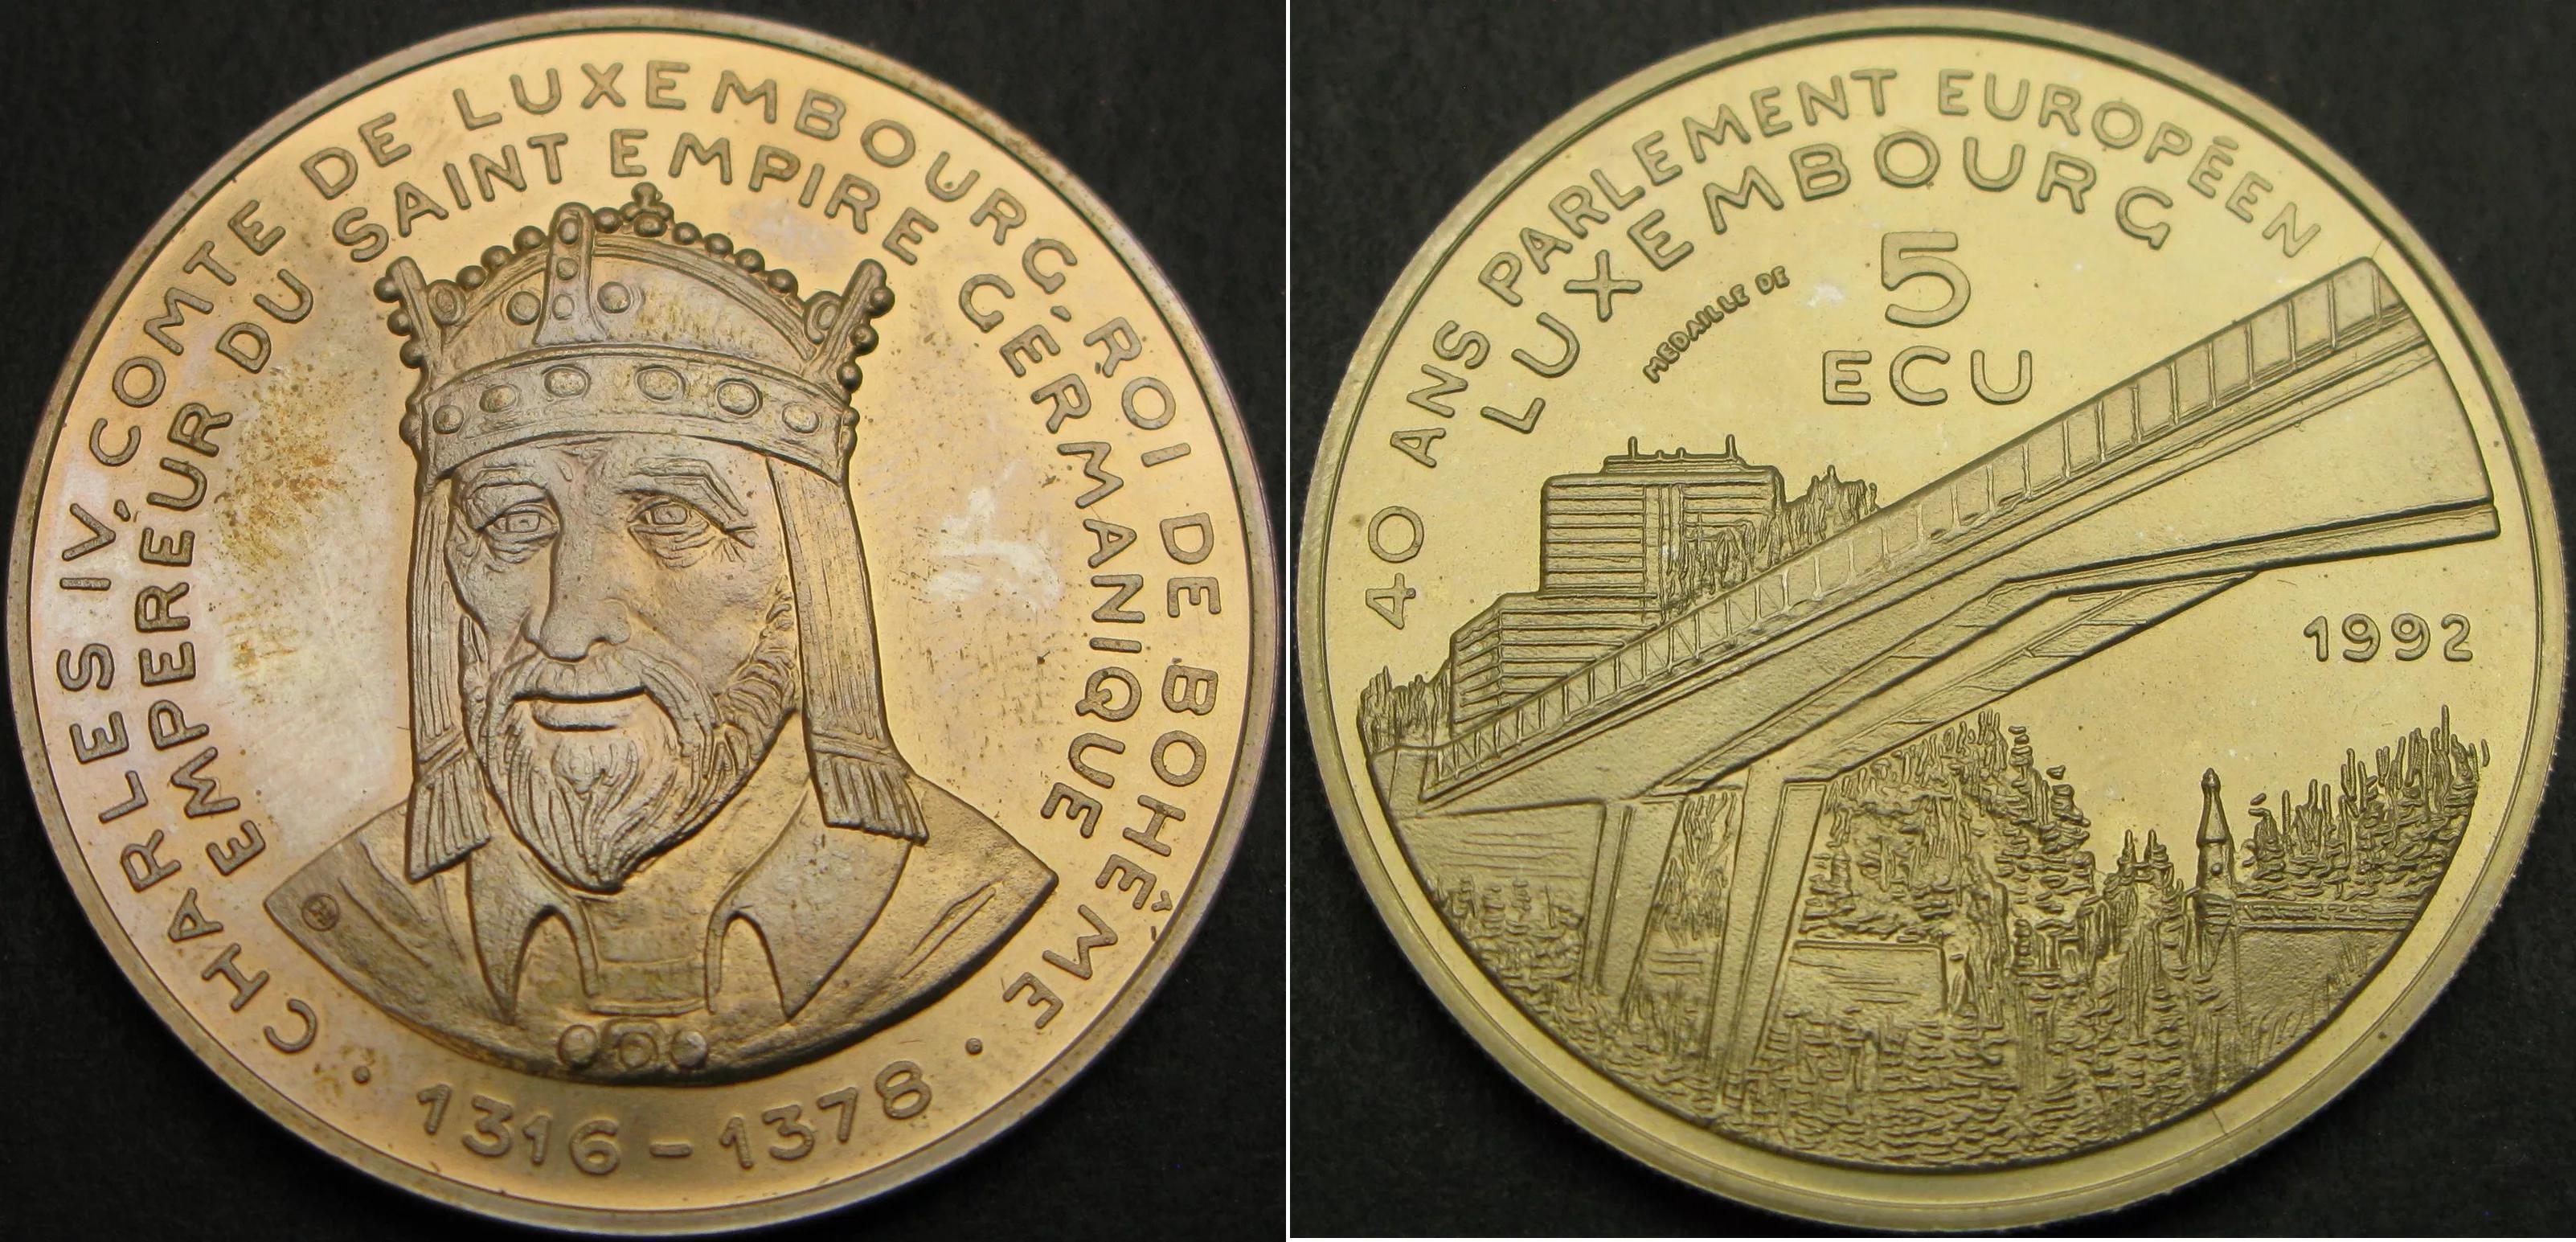 CHARLES IV, COMTE DE LUXEMBOURG, ROI DE BOHÊME
EMPEREUR DU SAINT EMPIRE GERMANIQUE
• 1316 - 1378 •
40 ANS PARLEMENT EUROPÉEN
LUXEMBOURG
MEDAILLE DE
5
ECU
1992